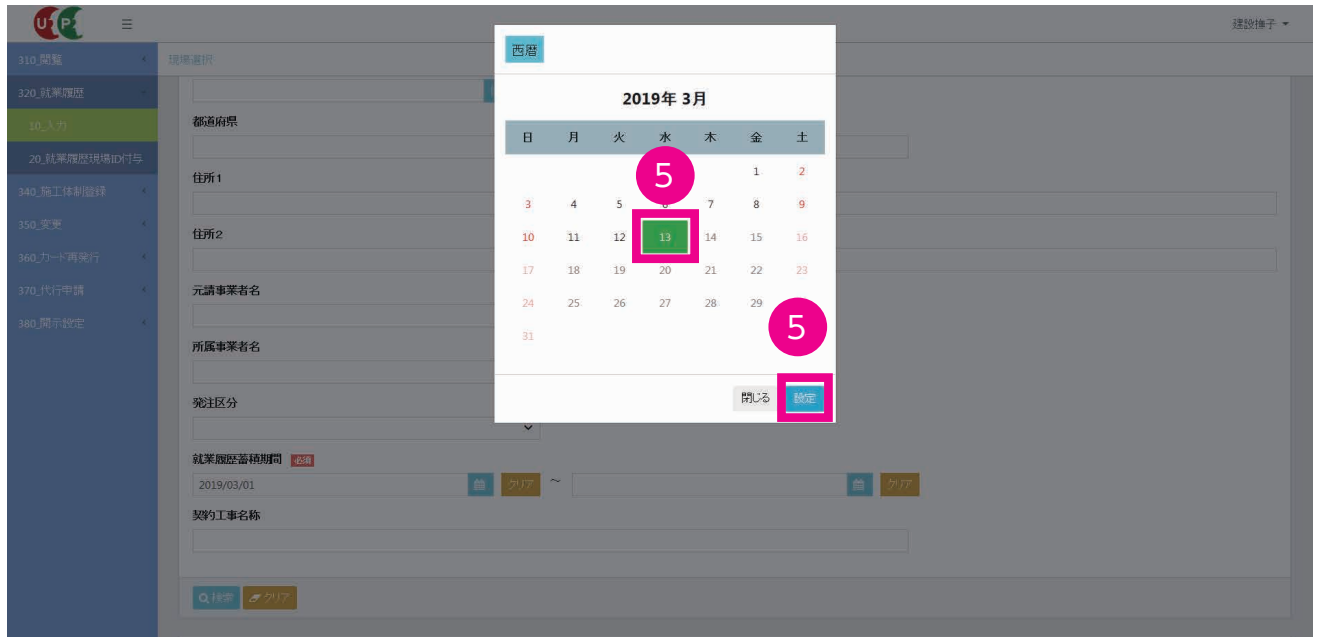 UP
建設撫子
310_閲覧
320_就業履歴
10_入力
20_就業履歴現場ID付与
340_施工体制登録
350_変更
360_カード再発行
370_代行申請
380_開示設定
現場選択
都道府県
住所1
住所2
元請事業者名
所属事業者名
発注区分
就業履歴蓄積期間 必須
2019/03/01 クリア ～ クリア
契約工事名称
検索 クリア
西暦
2019年 3月
日 月 火 水 木 金 土
1 2
3 4 5 6 7 8 9
10 11 12 13 14 15 16
17 18 19 20 21 22 23
24 25 26 27 28 29
31
閉じる 設定
5
5